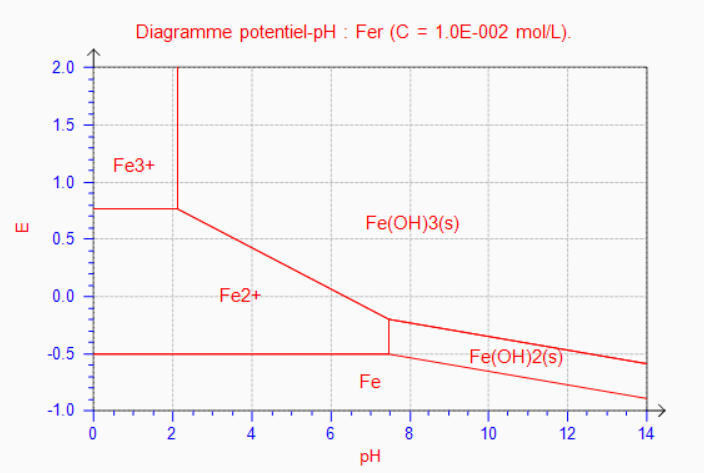 Diagramme potentiel-pH : Fer (C = 1.0E-002 mol/L).
2.0
1.5
Fe3+
1.0
E
Fe(OH)3(s)
0.5
Fe2+
0.0
-0.5
Fe(OH)2(s)
Fe
-1.0
0 2 4 6 8 10 12 14
pH